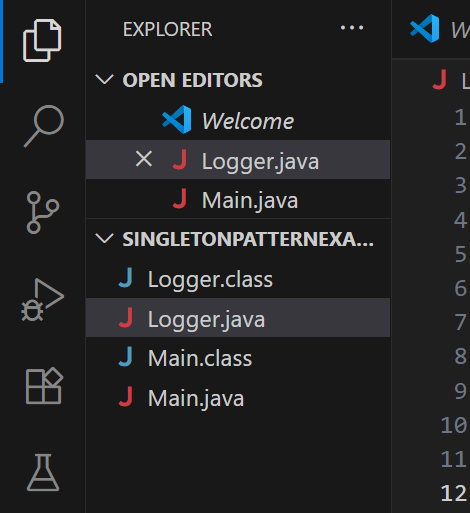 EXPLORER
OPEN EDITORS
Welcome
Logger.java
Main.java
SINGLETONPATTERNEXA...
Logger.class
Logger.java
Main.class
Main.java
1
2
3
4
5
6
7
8
9
10
11
12